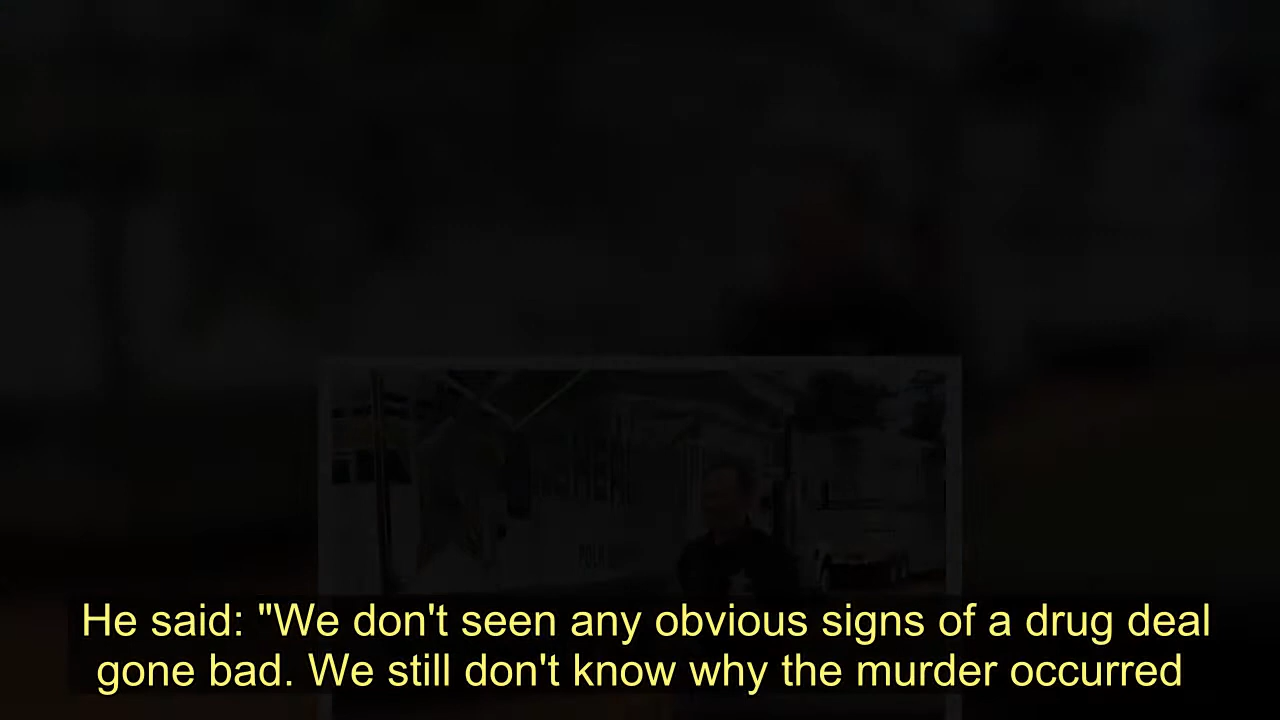 He said: "We don't seen any obvious signs of a drug deal
gone bad. We still don't know why the murder occurred